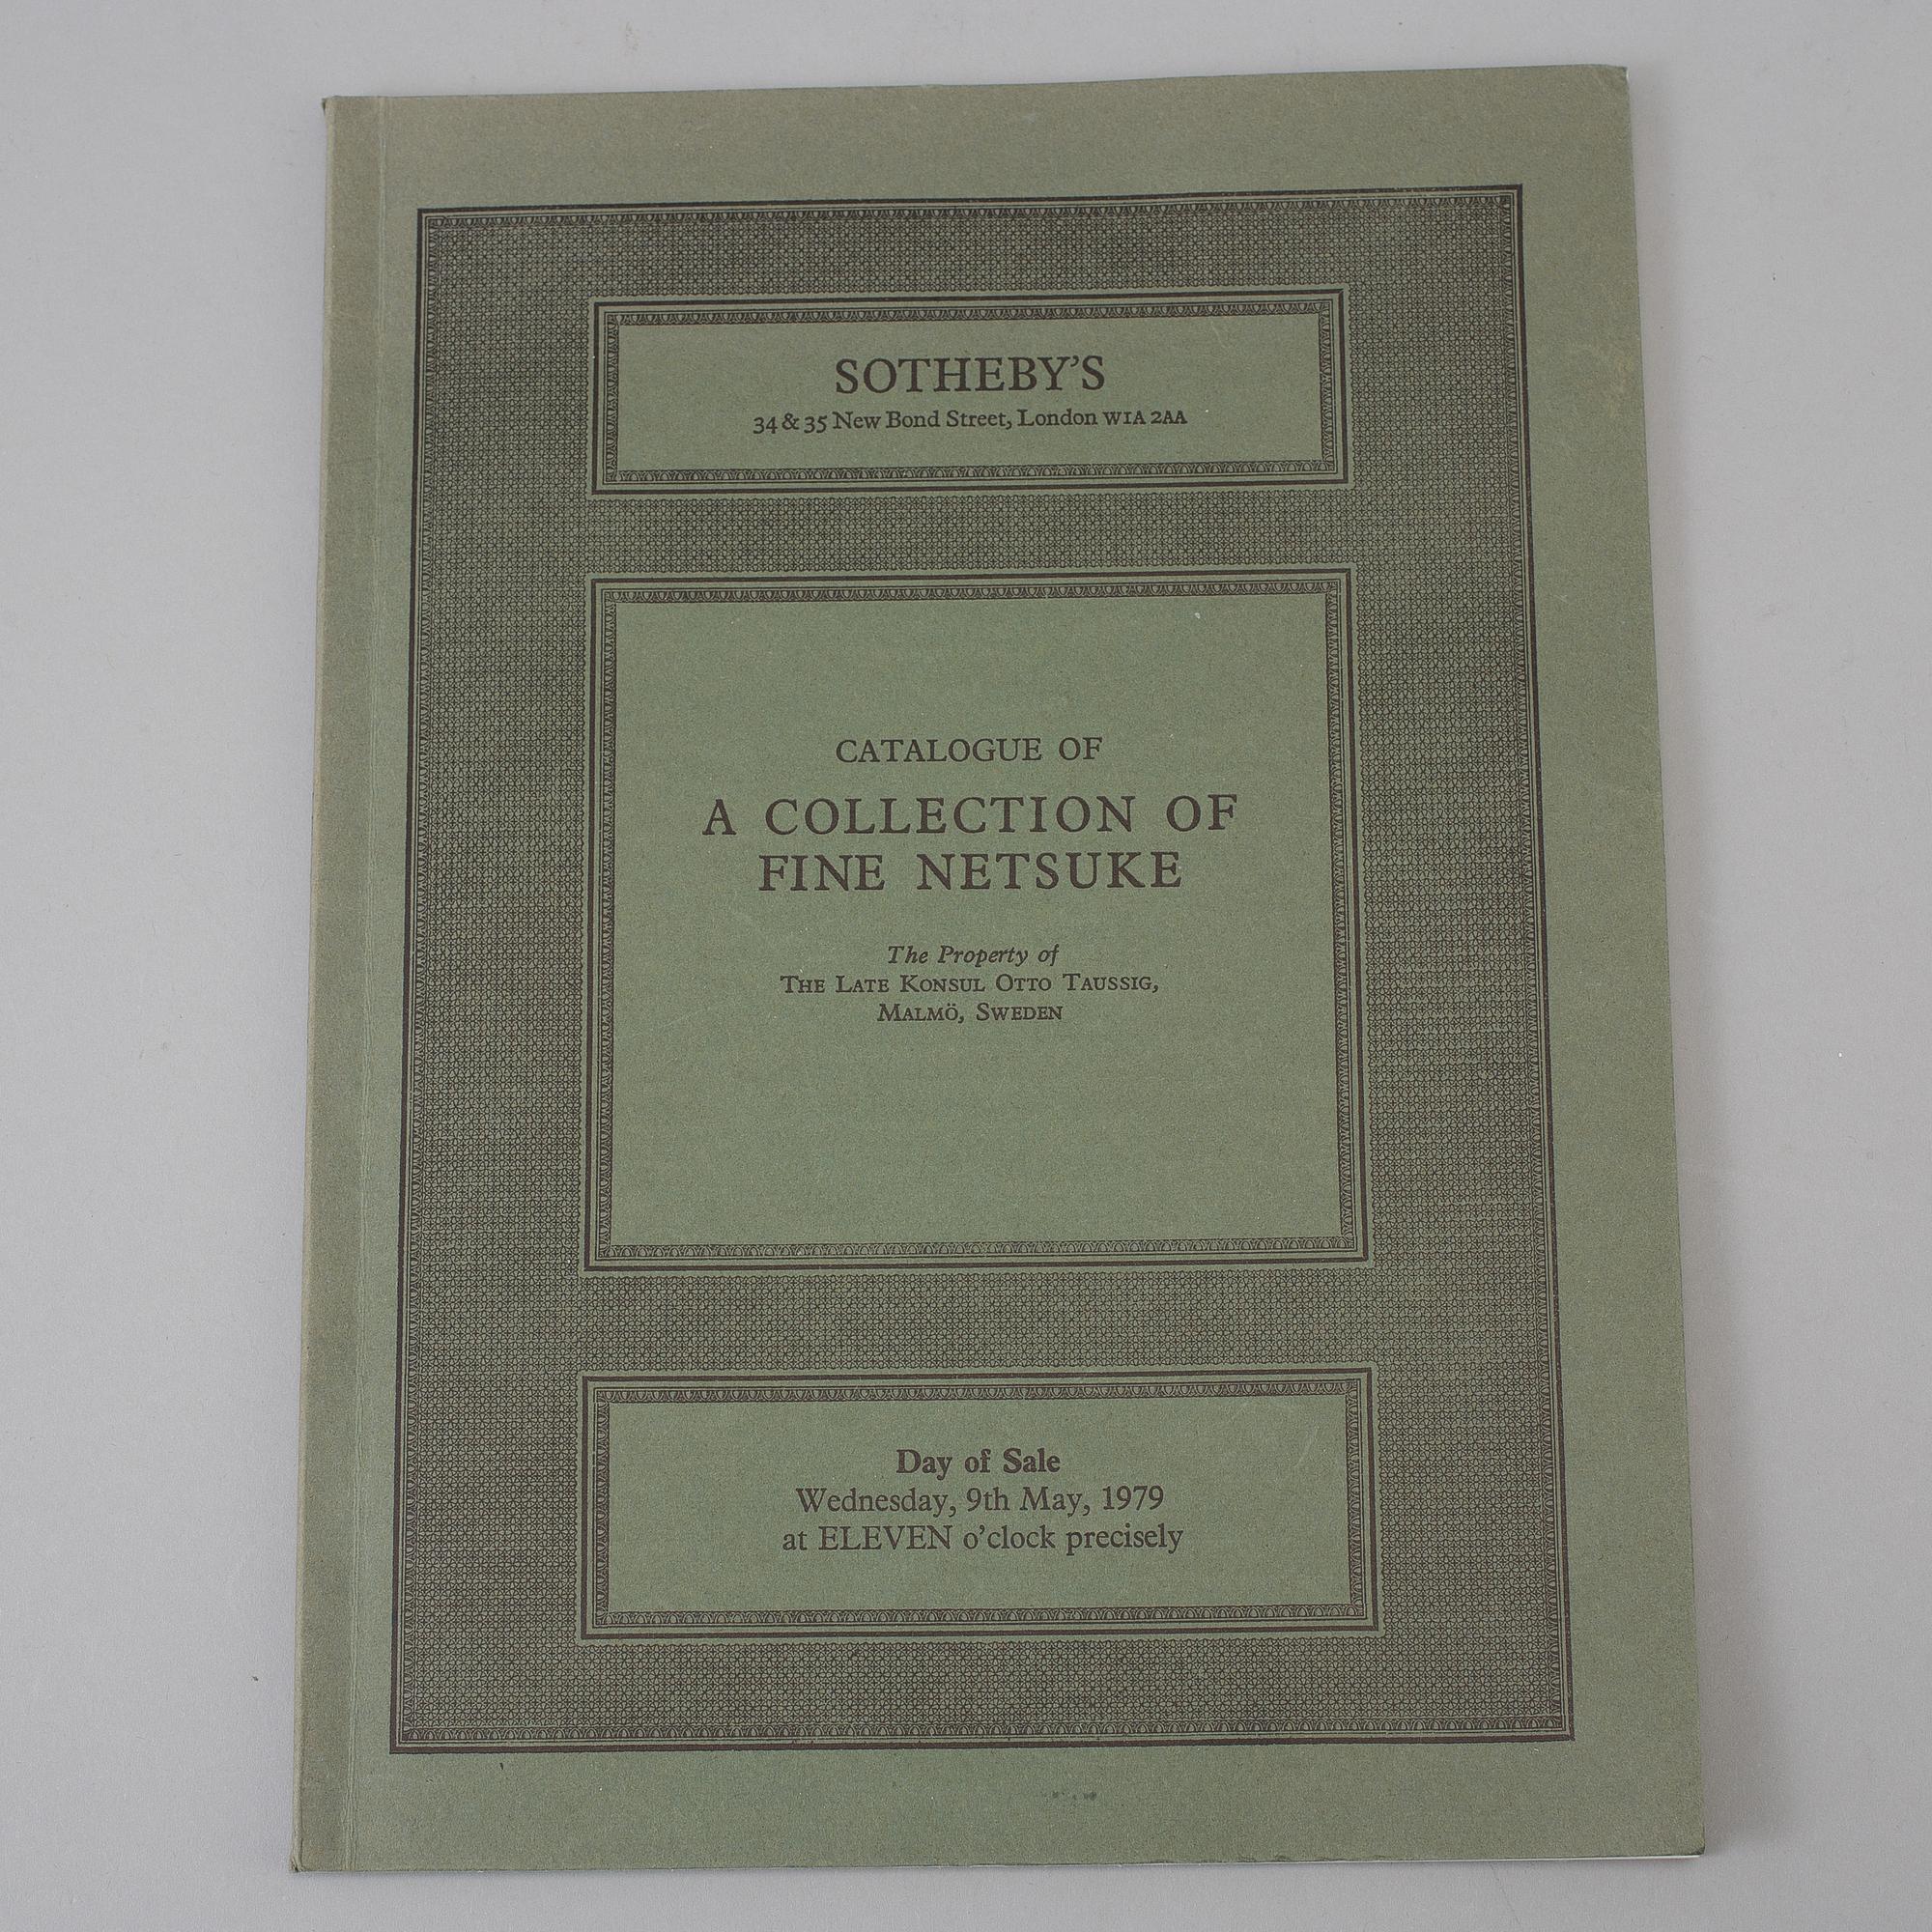 SOTHEBY'S
34 & 35 New Bond Street, London W1A 2AA
CATALOGUE OF
A COLLECTION OF
FINE NETSUKE
The Property of
THE LATE KONSUL OTTO TAUSSIG,
MALMÖ, SWEDEN
Day of Sale
Wednesday, 9th May, 1979
at ELEVEN o'clock precisely